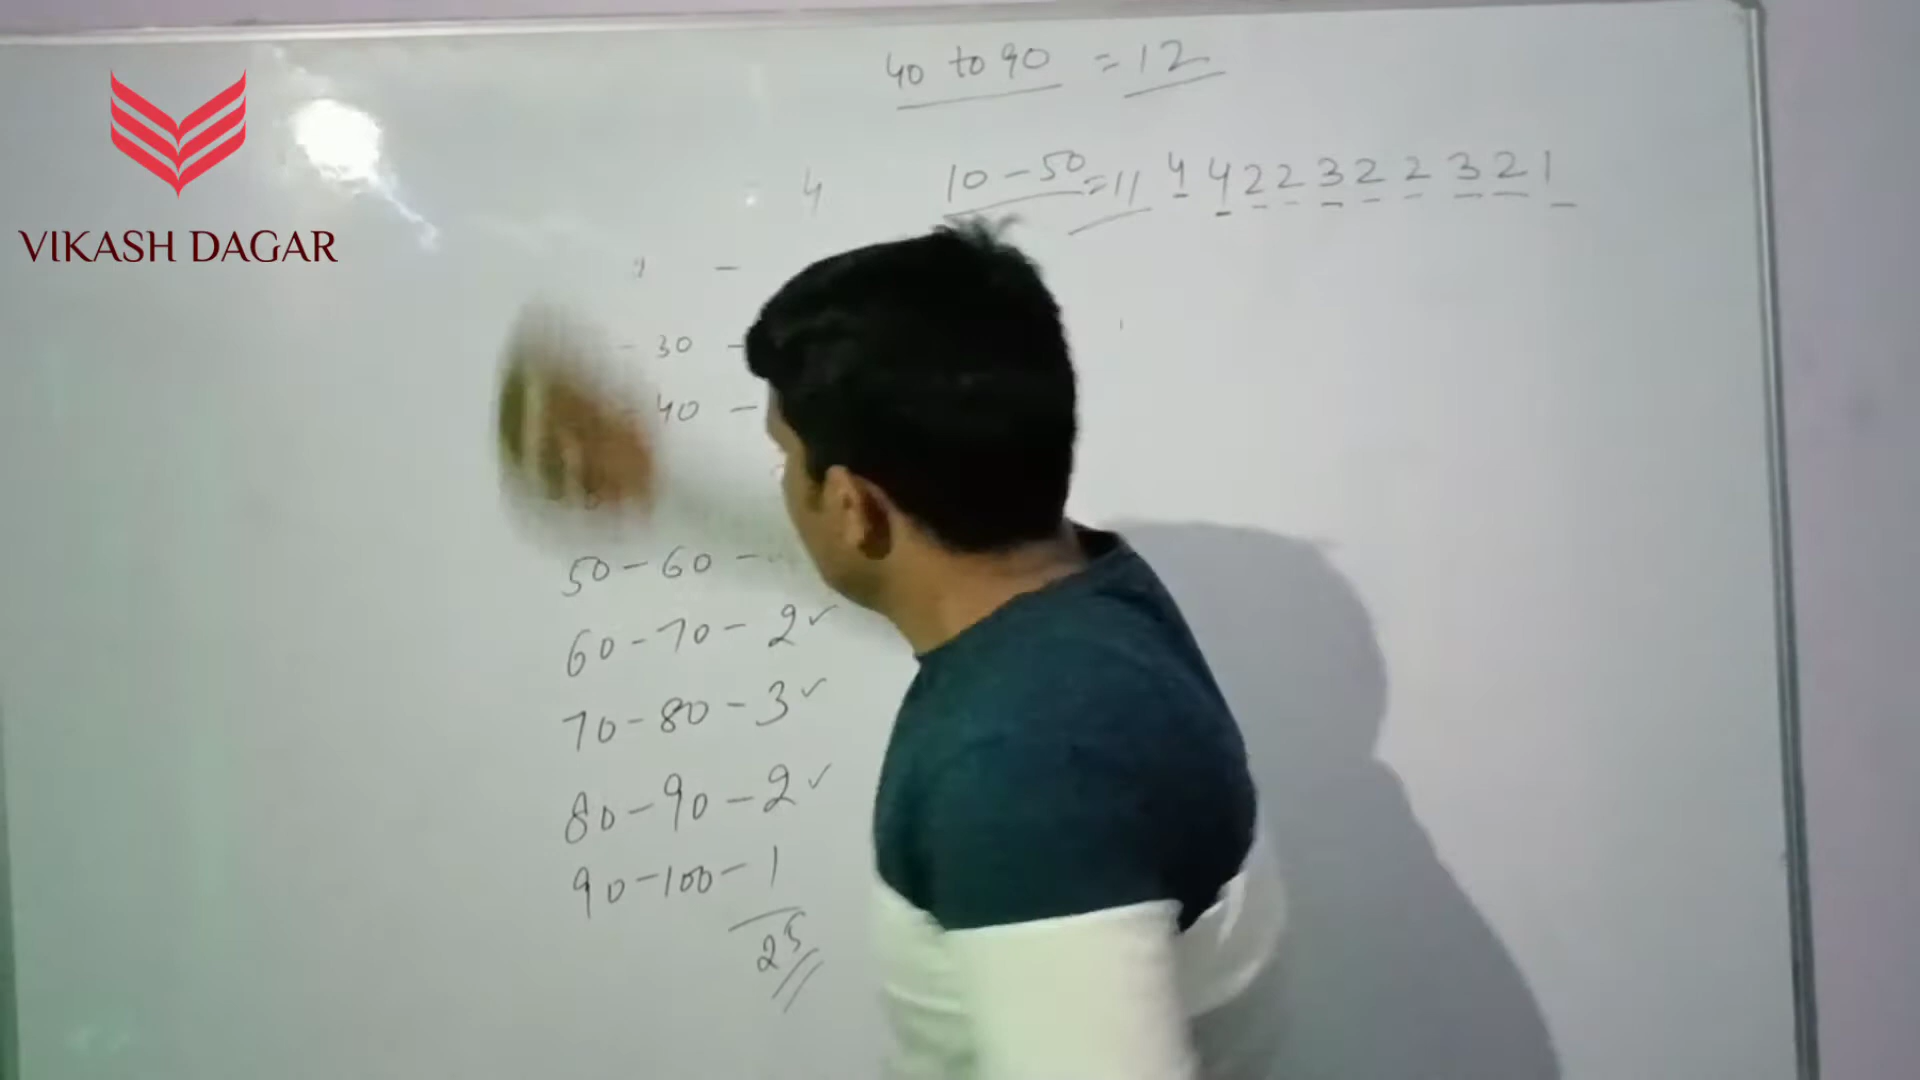 40 to 90 = 12
VIKASH DAGAR
4
10 - 50 = 11 4 4 2 2 3 2 2 3 2 1
-
- 30 -
- 40 -
50 - 60 -
60 - 70 - 2 ✓
70 - 80 - 3 ✓
80 - 90 - 2 ✓
90 - 100 - 1
25